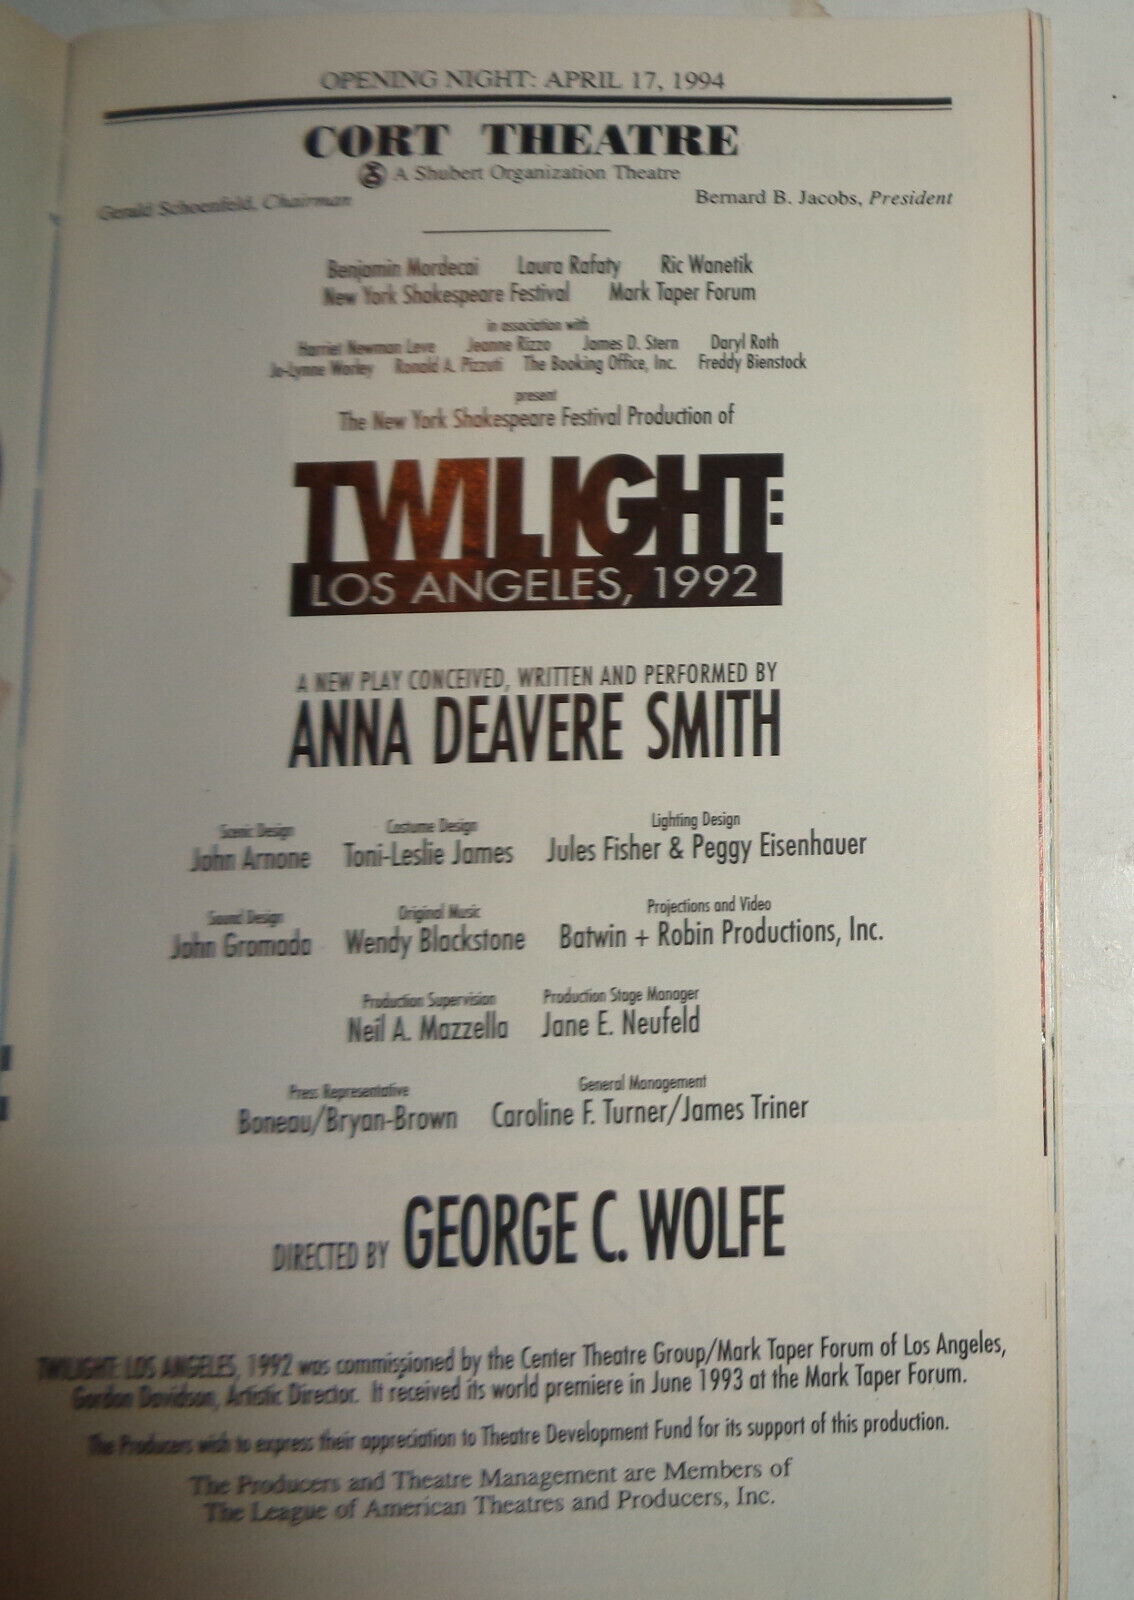 OPENING NIGHT: APRIL 17, 1994
CORT THEATRE
A Shubert Organization Theatre
Gerald Schoenfeld, Chairman Bernard B. Jacobs, President
Benjamin Mordecai Laura Rafaty Ric Wanetik
New York Shakespeare Festival Mark Taper Forum
in association with
Harriet Newman Leve Jeanne Rizzo James D. Stern Daryl Roth
Jo-Lynne Worley Ronald A. Pizzuti The Booking Office, Inc. Freddy Bienstock
present
The New York Shakespeare Festival Production of
TWILIGHT:
LOS ANGELES, 1992
A NEW PLAY CONCEIVED, WRITTEN AND PERFORMED BY
ANNA DEAVERE SMITH
Scenic Design Costume Design Lighting Design
John Arnone Toni-Leslie James Jules Fisher & Peggy Eisenhauer
Sound Design Original Music Projections and Video
John Gromada Wendy Blackstone Batwin + Robin Productions, Inc.
Production Supervision Production Stage Manager
Neil A. Mazzella Jane E. Neufeld
Press Representative General Management
Boneau/Bryan-Brown Caroline F. Turner/James Triner
DIRECTED BY GEORGE C. WOLFE
TWILIGHT: LOS ANGELES, 1992 was commissioned by the Center Theatre Group/Mark Taper Forum of Los Angeles,
Gordon Davidson, Artistic Director. It received its world premiere in June 1993 at the Mark Taper Forum.
The Producers wish to express their appreciation to Theatre Development Fund for its support of this production.
The Producers and Theatre Management are Members of
The League of American Theatres and Producers, Inc.